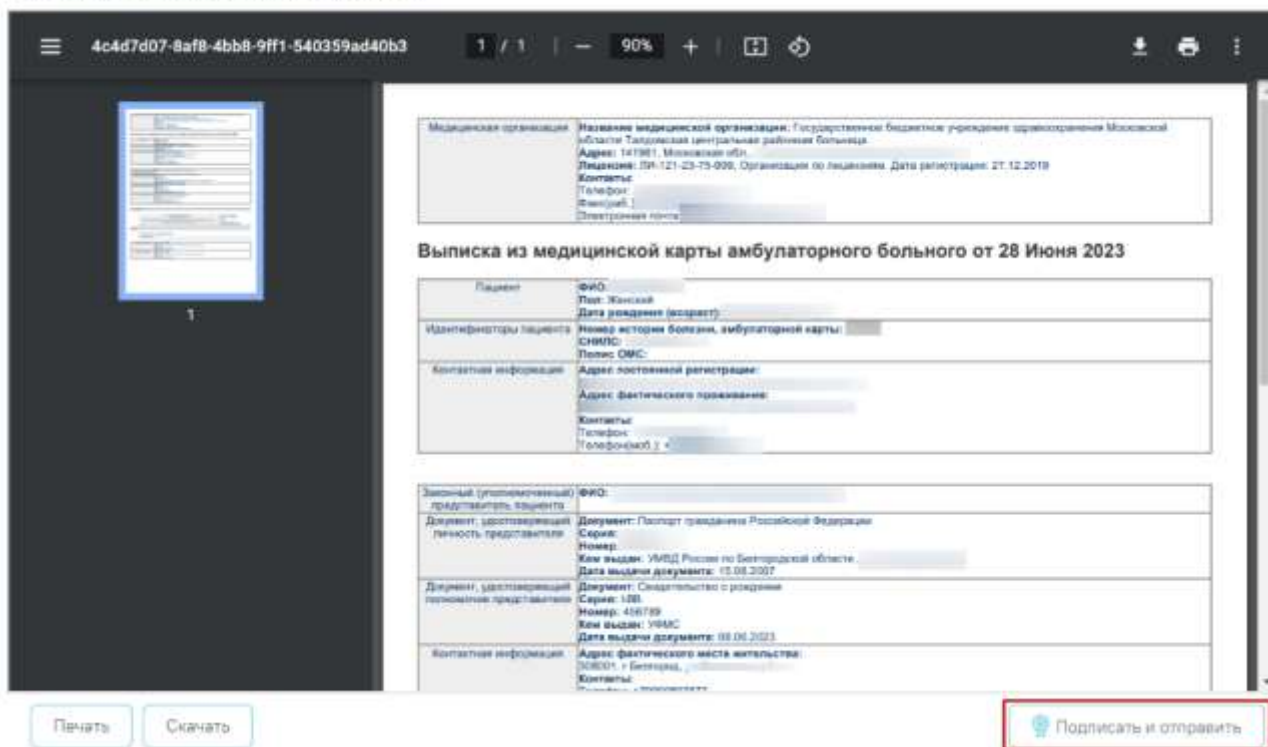 4c4d7d07-8af8-4bb8-9ff1-540359ad40b3 1 / 1 90%
Медицинская организация Название медицинской организации: Государственное бюджетное учреждение здравоохранения Московской
области Талдомская центральная районная больница
Адрес: 141981, Московская обл.
Лицензия: ЛИ-121-23-75-999, Организация по лицензиям. Дата регистрации: 27.12.2019
Контакты:
Телефон:
Факс(раб.):
Электронная почта:
Выписка из медицинской карты амбулаторного больного от 28 Июня 2023
Пациент ФИО:
Пол: Женский
Дата рождения (возраст):
Идентификаторы пациента Номер истории болезни, амбулаторной карты:
СНИЛС:
Полис ОМС:
Контактная информация Адрес постоянной регистрации:
Адрес фактического проживания:
Контакты:
Телефон:
Телефон(моб.): +
Законный (уполномоченный) ФИО:
представитель пациента
Документ, удостоверяющий Документ: Паспорт гражданина Российской Федерации
личность представителя Серия:
Номер:
Кем выдан: УМВД России по Белгородской области
Дата выдачи документа: 15.08.2007
Документ, удостоверяющий Документ: Свидетельство о рождении
полномочия представителя Серия:
Номер: 456789
Кем выдан: УФМС
Дата выдачи документа: 08.06.2023
Контактная информация Адрес фактического места жительства:
308001, г Белгород,
Контакты:
1
Печать Скачать Подписать и отправить